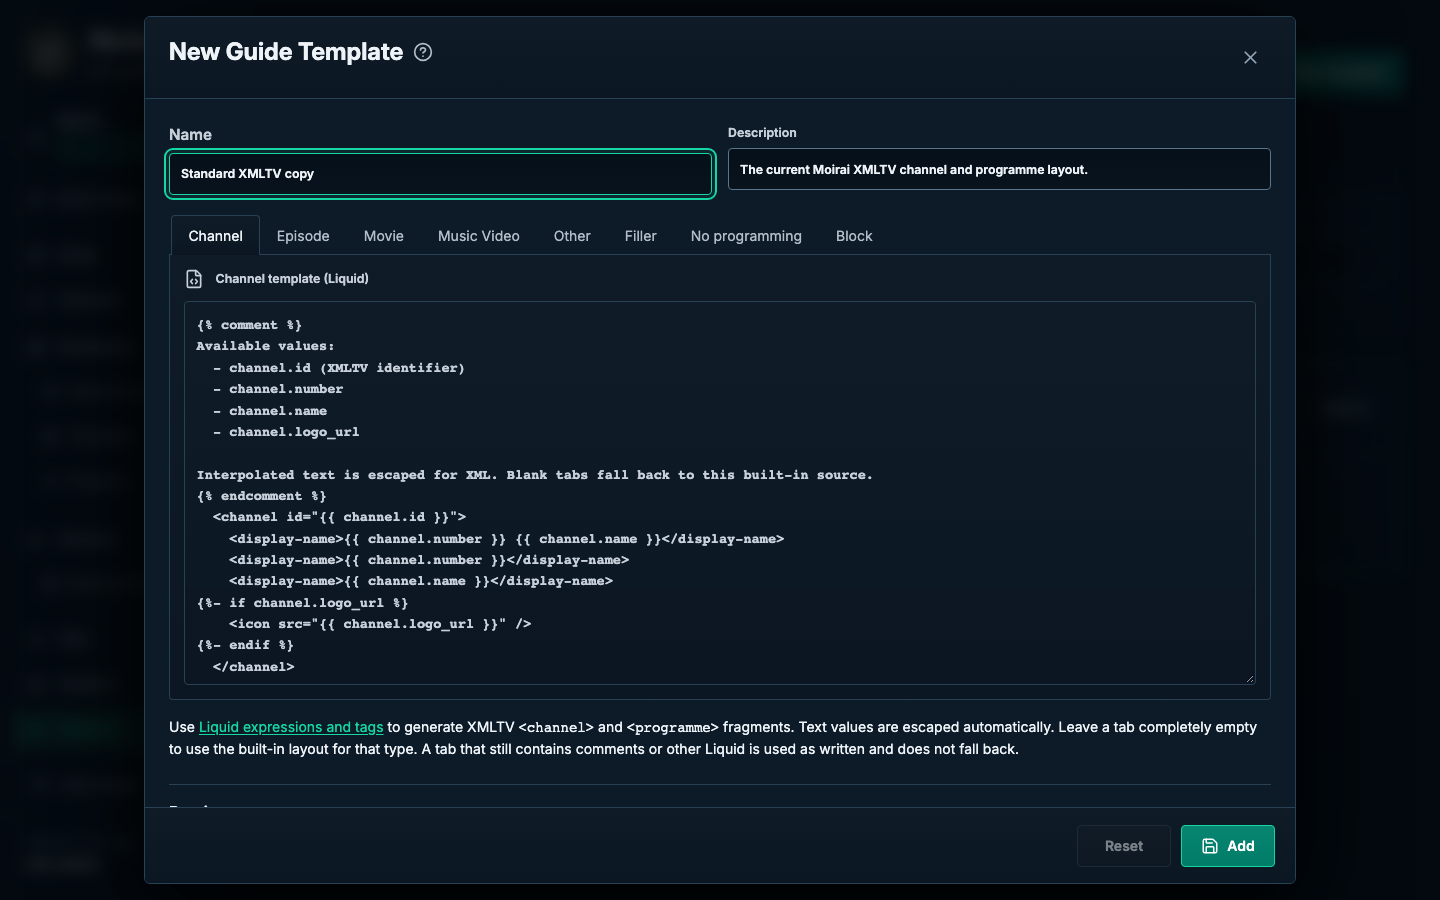 New Guide Template
Name
Description
Standard XMLTV copy
The current Moirai XMLTV channel and programme layout.
Channel Episode Movie Music Video Other Filler No programming Block
Channel template (Liquid)
{% comment %}
Available values:
  - channel.id (XMLTV identifier)
  - channel.number
  - channel.name
  - channel.logo_url

Interpolated text is escaped for XML. Blank tabs fall back to this built-in source.
{% endcomment %}
  <channel id="{{ channel.id }}">
    <display-name>{{ channel.number }} {{ channel.name }}</display-name>
    <display-name>{{ channel.number }}</display-name>
    <display-name>{{ channel.name }}</display-name>
{%- if channel.logo_url %}
    <icon src="{{ channel.logo_url }}" />
{%- endif %}
  </channel>
Use Liquid expressions and tags to generate XMLTV <channel> and <programme> fragments. Text values are escaped automatically. Leave a tab completely empty
to use the built-in layout for that type. A tab that still contains comments or other Liquid is used as written and does not fall back.
Reset
Add